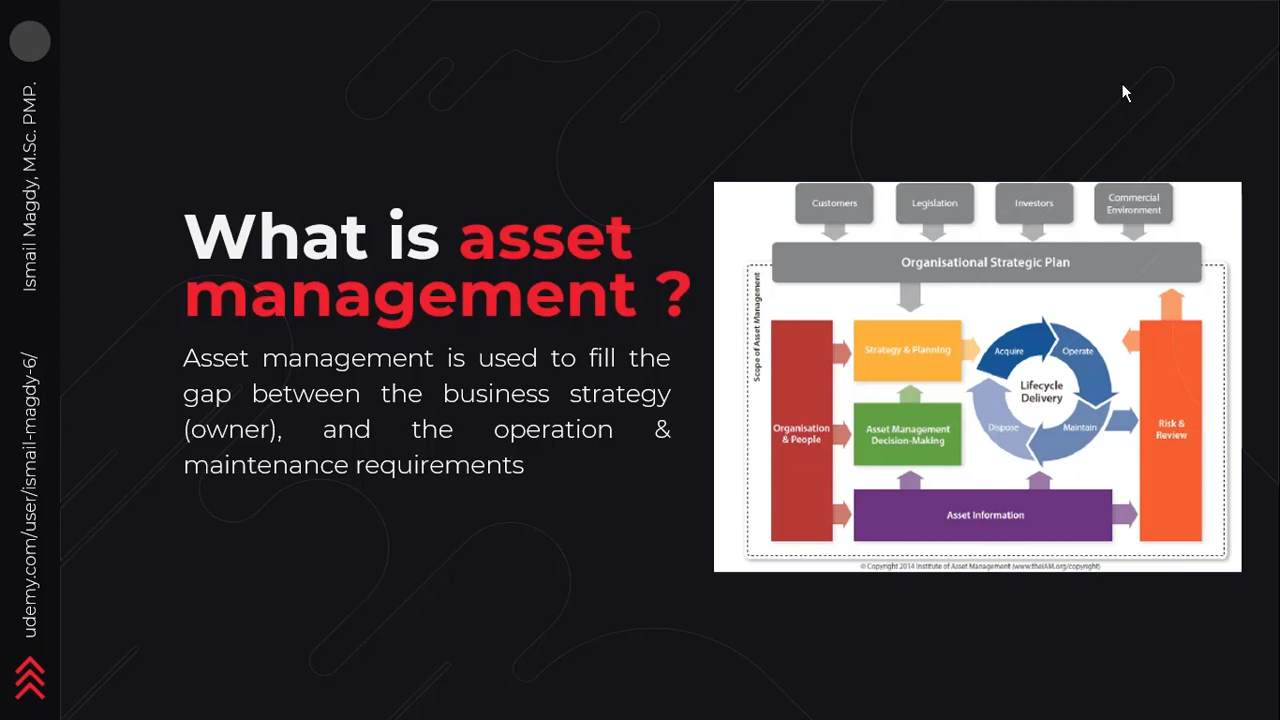 Ismail Magdy, M.Sc. PMP.
udemy.com/user/ismail-magdy-6/
What is asset
management ?
Asset management is used to fill the
gap between the business strategy
(owner), and the operation &
maintenance requirements
Customers
Legislation
Investors
Commercial
Environment
Organisational Strategic Plan
Scope of Asset Management
Organisation
& People
Strategy & Planning
Asset Management
Decision-Making
Acquire
Operate
Lifecycle
Delivery
Dispose
Maintain
Risk &
Review
Asset Information
© Copyright 2014 Institute of Asset Management (www.theIAM.org/copyright)